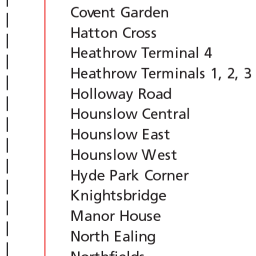 Covent Garden
Hatton Cross
Heathrow Terminal 4
Heathrow Terminals 1, 2, 3
Holloway Road
Hounslow Central
Hounslow East
Hounslow West
Hyde Park Corner
Knightsbridge
Manor House
North Ealing
Northfields